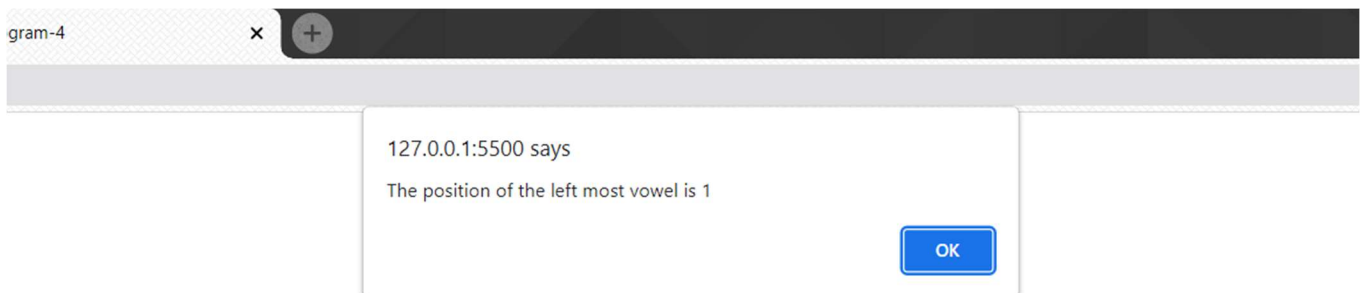 gram-4
127.0.0.1:5500 says
The position of the left most vowel is 1
OK